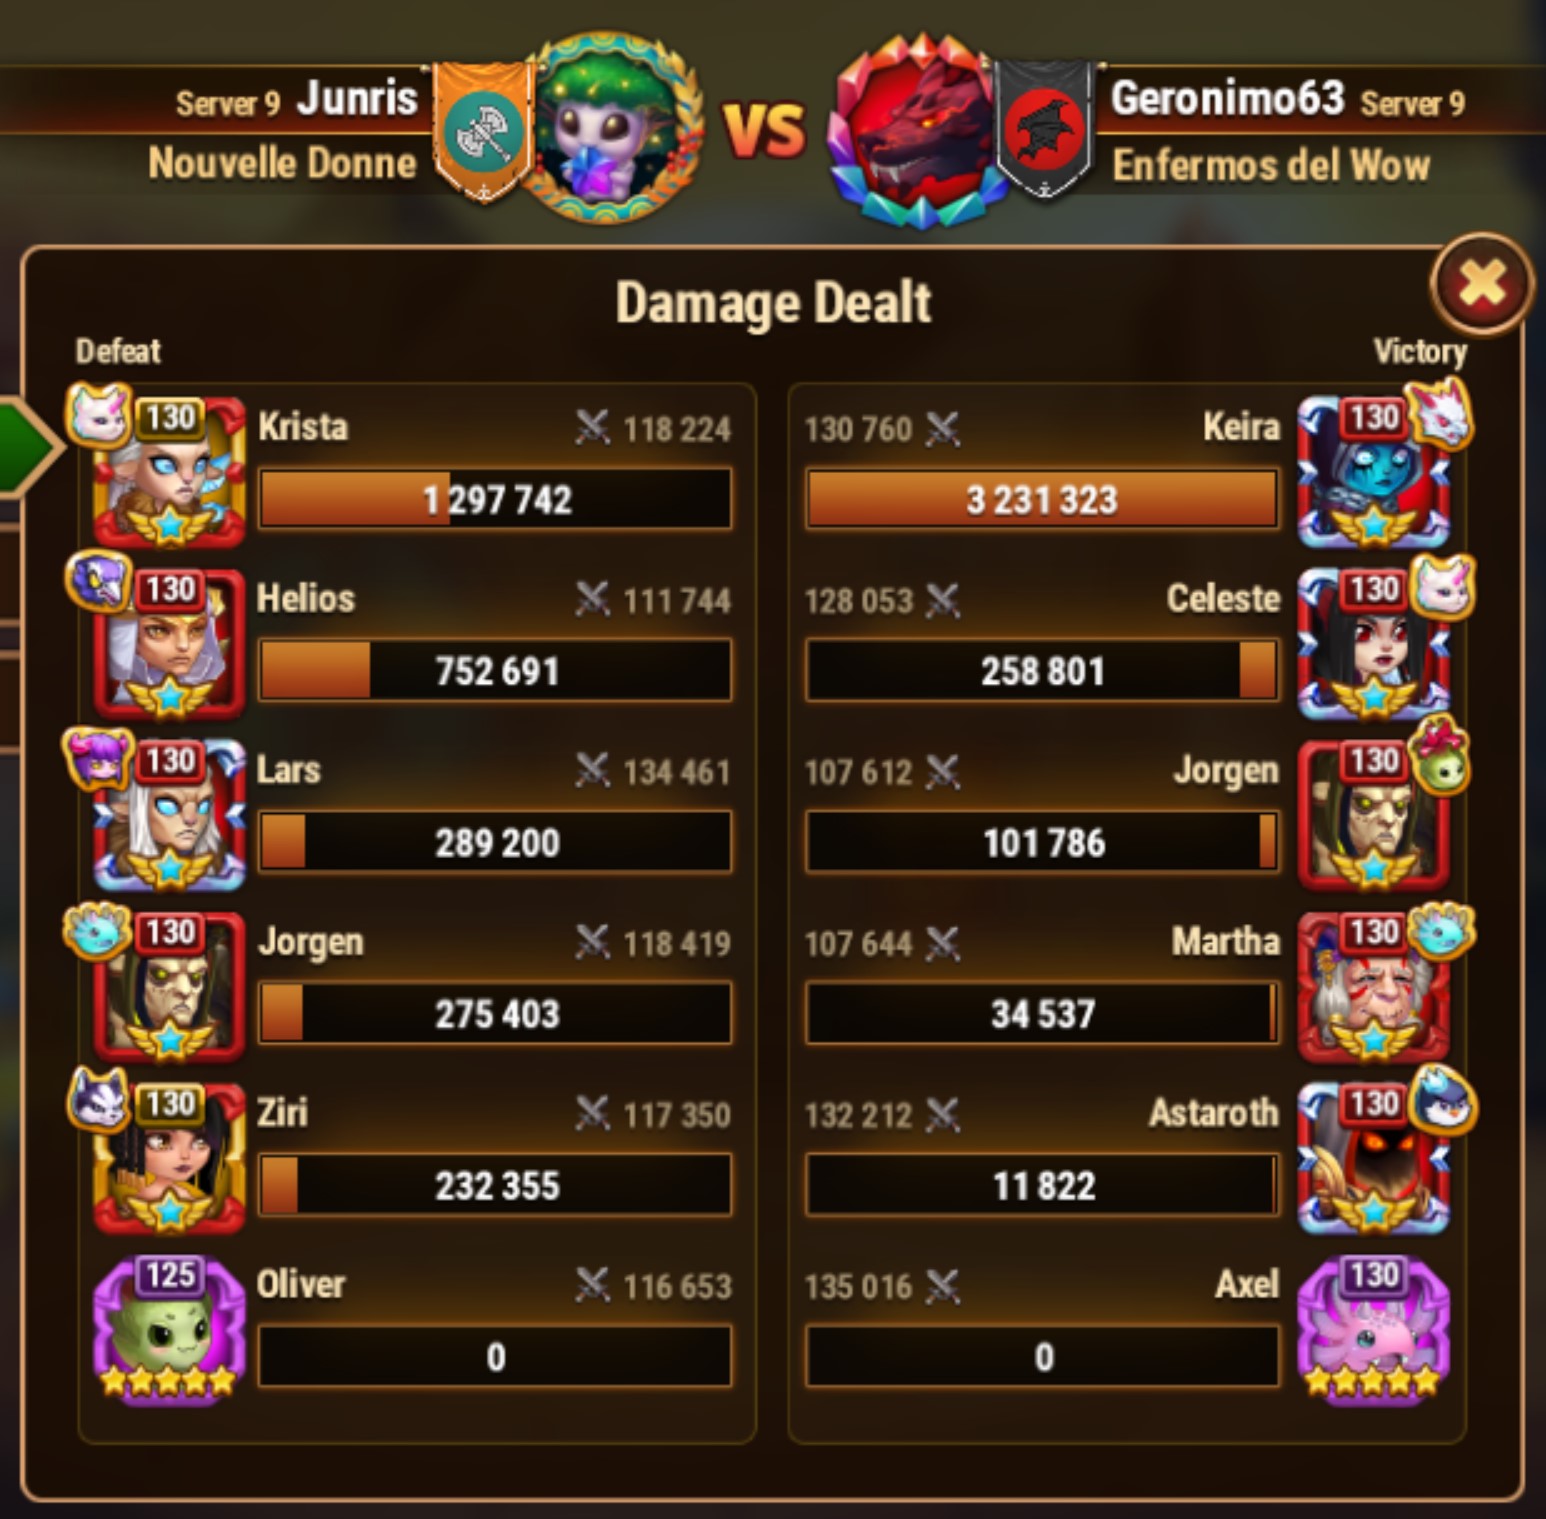 Server 9 Junris
Nouvelle Donne
VS
Geronimo63 Server 9
Enfermos del Wow
Damage Dealt
Defeat
Victory
130 Krista 118 224
1 297 742
130 760 Keira 130
3 231 323
130 Helios 111 744
752 691
128 053 Celeste 130
258 801
130 Lars 134 461
289 200
107 612 Jorgen 130
101 786
130 Jorgen 118 419
275 403
107 644 Martha 130
34 537
130 Ziri 117 350
232 355
132 212 Astaroth 130
11 822
125 Oliver 116 653
0
135 016 Axel 130
0